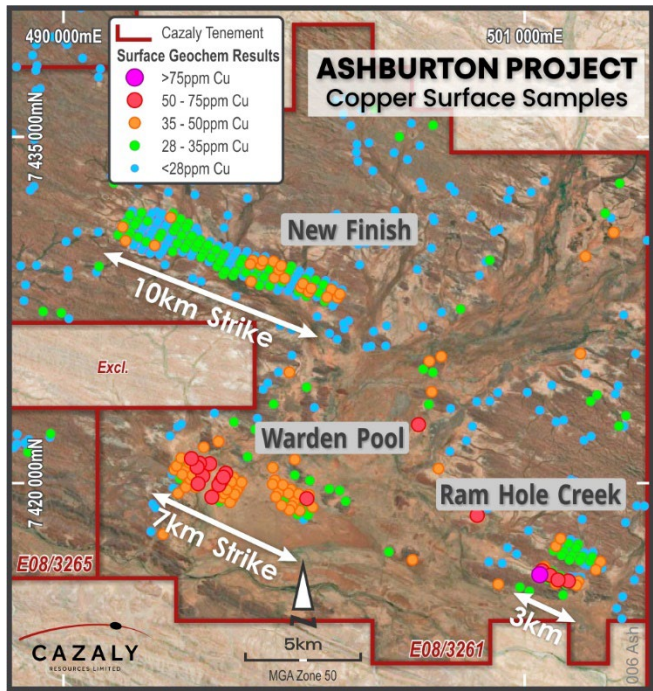 490 000mE
501 000mE
Cazaly Tenement
Surface Geochem Results
>75ppm Cu
50 - 75ppm Cu
35 - 50ppm Cu
28 - 35ppm Cu
<28ppm Cu
ASHBURTON PROJECT
Copper Surface Samples
7 435 000mN
New Finish
10km Strike
Excl.
Warden Pool
Ram Hole Creek
7 420 000mN
7km Strike
3km
E08/3265
E08/3261
CAZALY
RESOURCES LIMITED
5km
MGA Zone 50
006 Ash